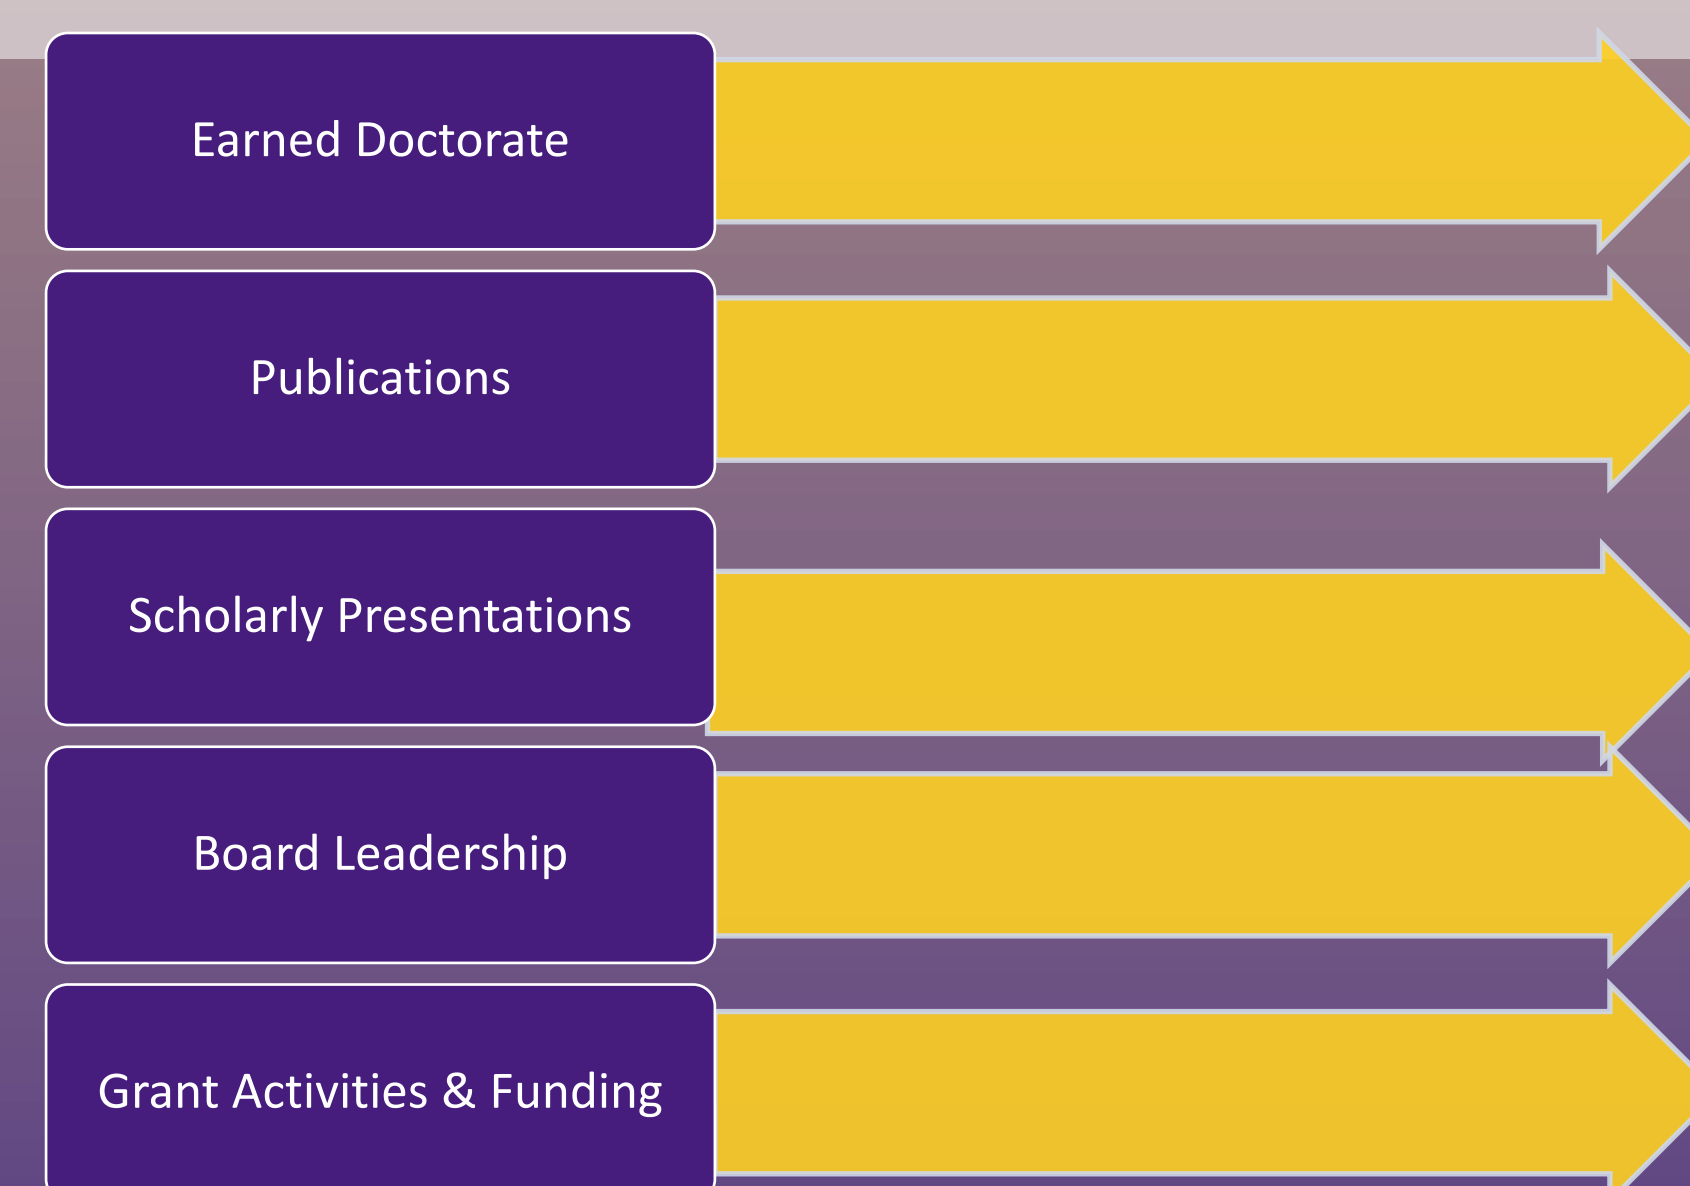 Earned Doctorate
Publications
Scholarly Presentations
Board Leadership
Grant Activities & Funding